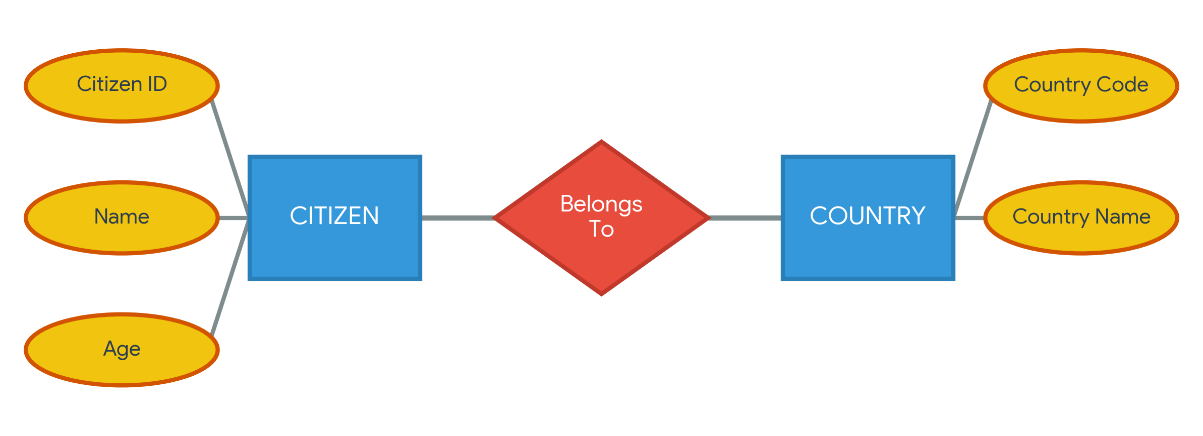 Citizen ID
Name
Age
CITIZEN
Belongs
To
COUNTRY
Country Code
Country Name